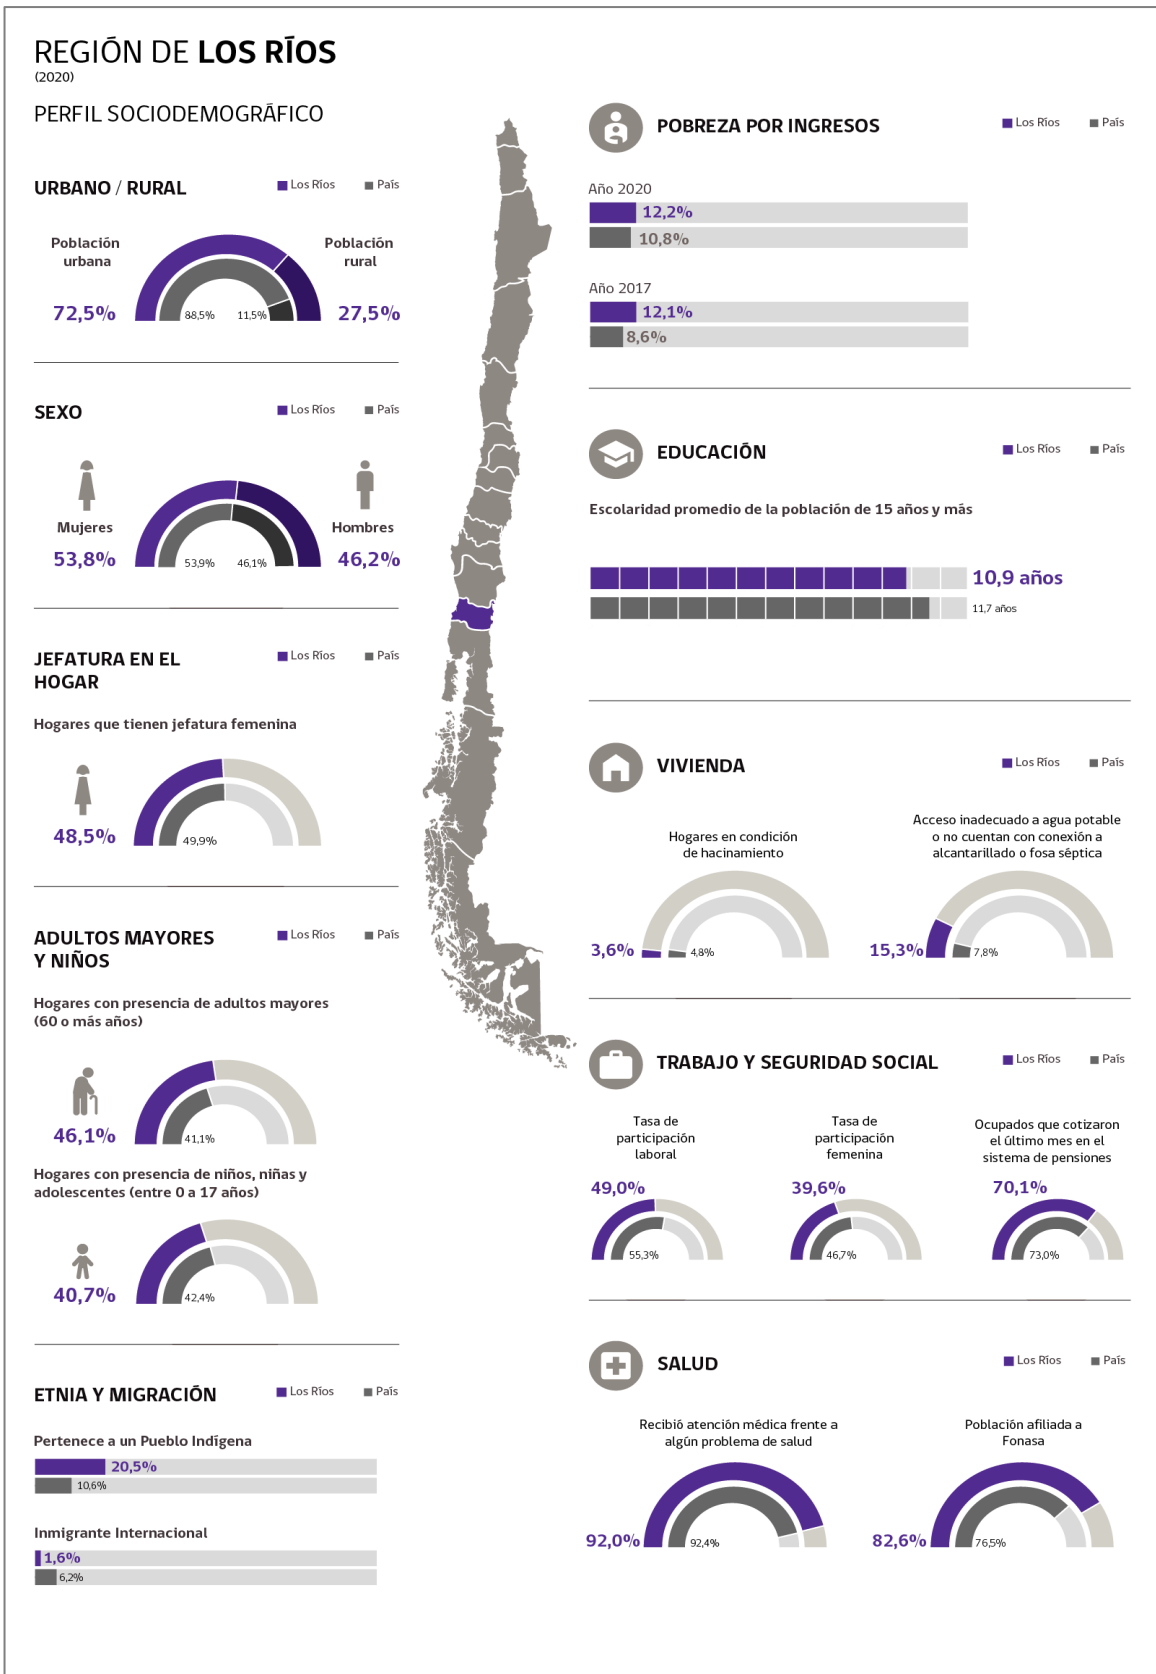 REGIÓN DE LOS RÍOS
(2020)
PERFIL SOCIODEMOGRÁFICO
URBANO / RURAL
Los Ríos
País
Población
urbana
72,5%
88,5%
11,5%
Población
rural
27,5%
SEXO
Los Ríos
País
Mujeres
53,8%
53,9%
46,1%
Hombres
46,2%
JEFATURA EN EL
HOGAR
Los Ríos
País
Hogares que tienen jefatura femenina
48,5%
49,9%
ADULTOS MAYORES
Y NIÑOS
Los Ríos
País
Hogares con presencia de adultos mayores
(60 o más años)
46,1%
41,1%
Hogares con presencia de niños, niñas y
adolescentes (entre 0 a 17 años)
40,7%
42,4%
ETNIA Y MIGRACIÓN
Los Ríos
País
Pertenece a un Pueblo Indígena
20,5%
10,6%
Inmigrante Internacional
1,6%
6,2%
POBREZA POR INGRESOS
Los Ríos
País
Año 2020
12,2%
10,8%
Año 2017
12,1%
8,6%
EDUCACIÓN
Los Ríos
País
Escolaridad promedio de la población de 15 años y más
10,9 años
11,7 años
VIVIENDA
Los Ríos
País
Hogares en condición
de hacinamiento
3,6%
4,8%
Acceso inadecuado a agua potable
o no cuentan con conexión a
alcantarillado o fosa séptica
15,3%
7,8%
TRABAJO Y SEGURIDAD SOCIAL
Los Ríos
País
Tasa de
participación
laboral
49,0%
55,3%
Tasa de
participación
femenina
39,6%
46,7%
Ocupados que cotizaron
el último mes en el
sistema de pensiones
70,1%
73,0%
SALUD
Los Ríos
País
Recibió atención médica frente a
algún problema de salud
92,0%
92,4%
Población afiliada a
Fonasa
82,6%
76,5%